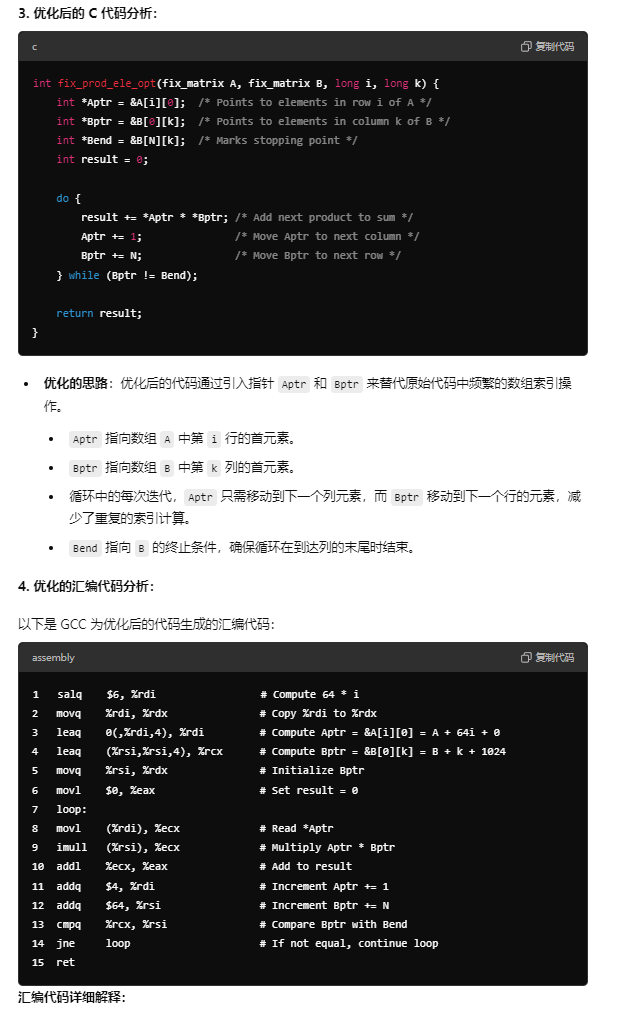 3. 优化后的 C 代码分析：
c 复制代码
int fix_prod_ele_opt(fix_matrix A, fix_matrix B, long i, long k) {
    int *Aptr = &A[i][0];  /* Points to elements in row i of A */
    int *Bptr = &B[0][k];  /* Points to elements in column k of B */
    int *Bend = &B[N][k];  /* Marks stopping point */
    int result = 0;
    do {
        result += *Aptr * *Bptr; /* Add next product to sum */
        Aptr += 1;              /* Move Aptr to next column */
        Bptr += N;              /* Move Bptr to next row */
    } while (Bptr != Bend);
    return result;
}
• 优化的思路：优化后的代码通过引入指针 Aptr 和 Bptr 来替代原始代码中频繁的数组索引操
作。
• Aptr 指向数组 A 中第 i 行的首元素。
• Bptr 指向数组 B 中第 k 列的首元素。
• 循环中的每次迭代，Aptr 只需移动到下一个列元素，而 Bptr 移动到下一个行的元素，减
少了重复的索引计算。
• Bend 指向 B 的终止条件，确保循环在到达列的末尾时结束。
4. 优化的汇编代码分析：
以下是 GCC 为优化后的代码生成的汇编代码：
assembly 复制代码
1   salq    $6, %rdi                # Compute 64 * i
2   movq    %rdi, %rdx              # Copy %rdi to %rdx
3   leaq    0(,%rdi,4), %rdi        # Compute Aptr = &A[i][0] = A + 64i + 0
4   leaq    (%rsi,%rsi,4), %rcx     # Compute Bptr = &B[0][k] = B + k + 1024
5   movq    %rsi, %rdx              # Initialize Bptr
6   movl    $0, %eax                # Set result = 0
7   loop:
8   movl    (%rdi), %ecx            # Read *Aptr
9   imull   (%rsi), %ecx            # Multiply Aptr * Bptr
10  addl    %ecx, %eax              # Add to result
11  addq    $4, %rdi                # Increment Aptr += 1
12  addq    $64, %rsi               # Increment Bptr += N
13  cmpq    %rcx, %rsi              # Compare Bptr with Bend
14  jne     loop                    # If not equal, continue loop
15  ret
汇编代码详细解释：